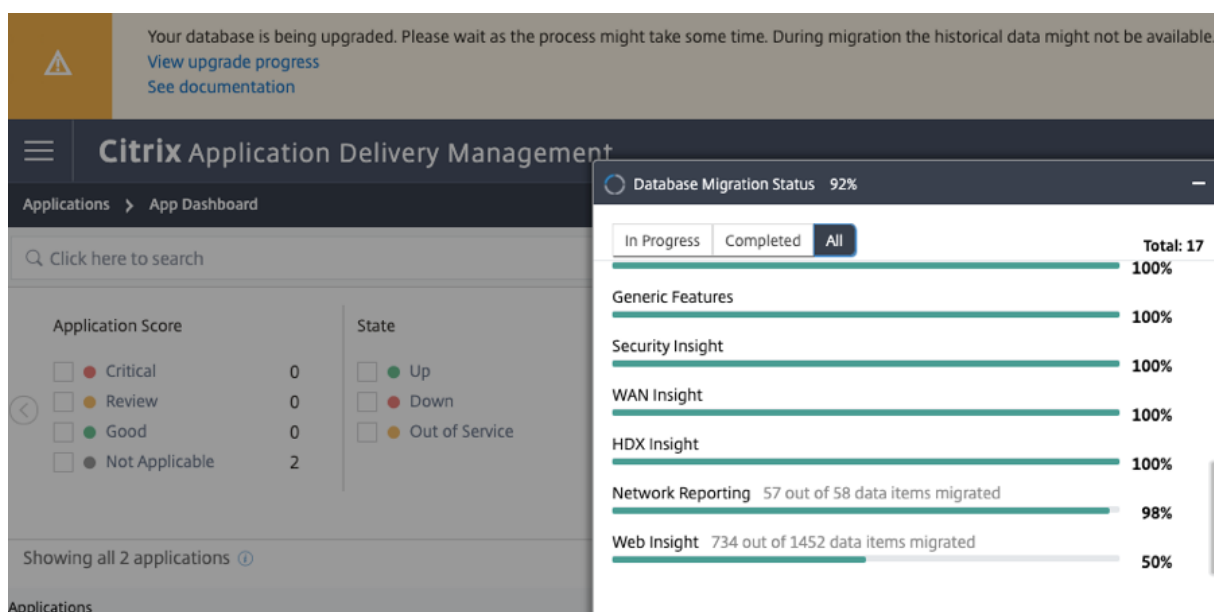 Your database is being upgraded. Please wait as the process might take some time. During migration the historical data might not be available.
View upgrade progress
See documentation
Citrix Application Delivery Management
Applications > App Dashboard
Click here to search
Application Score
Critical 0
Review 0
Good 0
Not Applicable 2
State
Up
Down
Out of Service
Showing all 2 applications
Applications
Database Migration Status 92%
In Progress Completed All Total: 17
100%
Generic Features
100%
Security Insight
100%
WAN Insight
100%
HDX Insight
100%
Network Reporting 57 out of 58 data items migrated
98%
Web Insight 734 out of 1452 data items migrated
50%